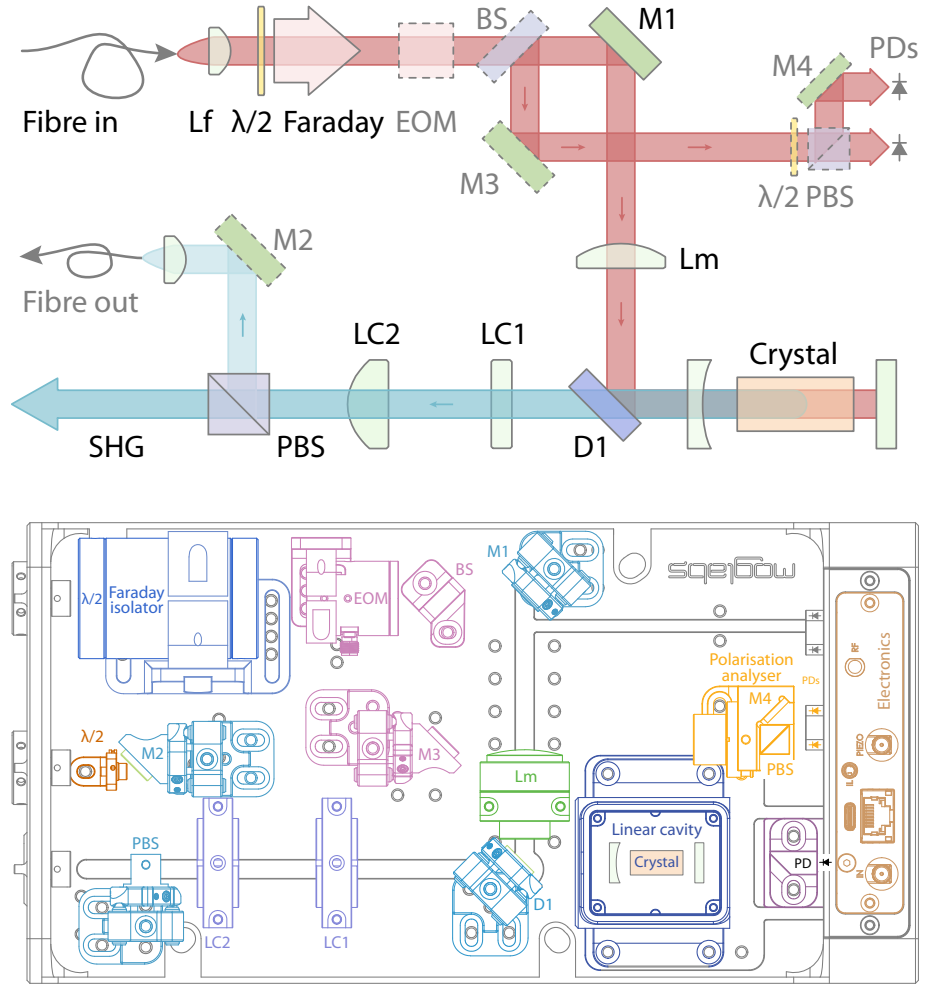 BS
M1
M4
PDs
Fibre in
Lf
λ/2
Faraday
EOM
M3
λ/2
PBS
M2
Fibre out
Lm
LC2
LC1
Crystal
SHG
PBS
D1
M1
moglabs
λ/2
Faraday
isolator
EOM
BS
Electronics
RF
Polarisation
analyser
PDs
M4
λ/2
M2
M3
PBS
PIEZO
Lm
IL
Linear cavity
PBS
Crystal
PD
IN
D1
LC2
LC1